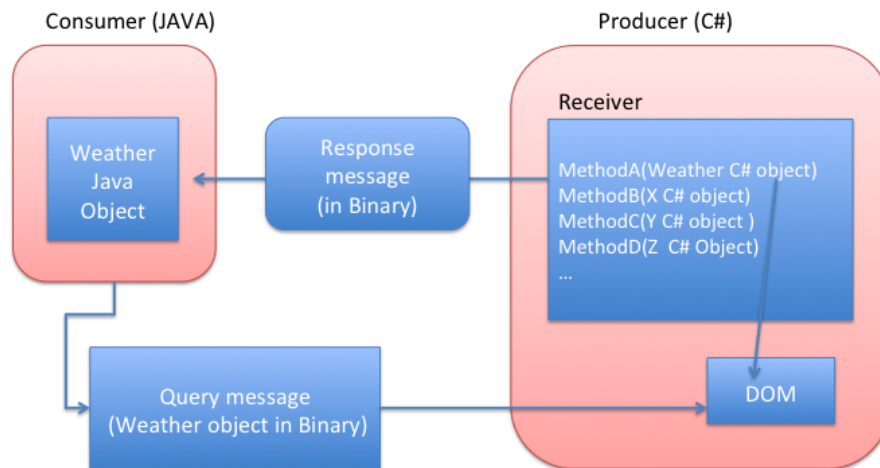 Consumer (JAVA)
Producer (C#)
Receiver
Weather
Java
Object
Response
message
(in Binary)
MethodA(Weather C# object)
MethodB(X C# object)
MethodC(Y C# object )
MethodD(Z  C# Object)
...
Query message
(Weather object in Binary)
DOM